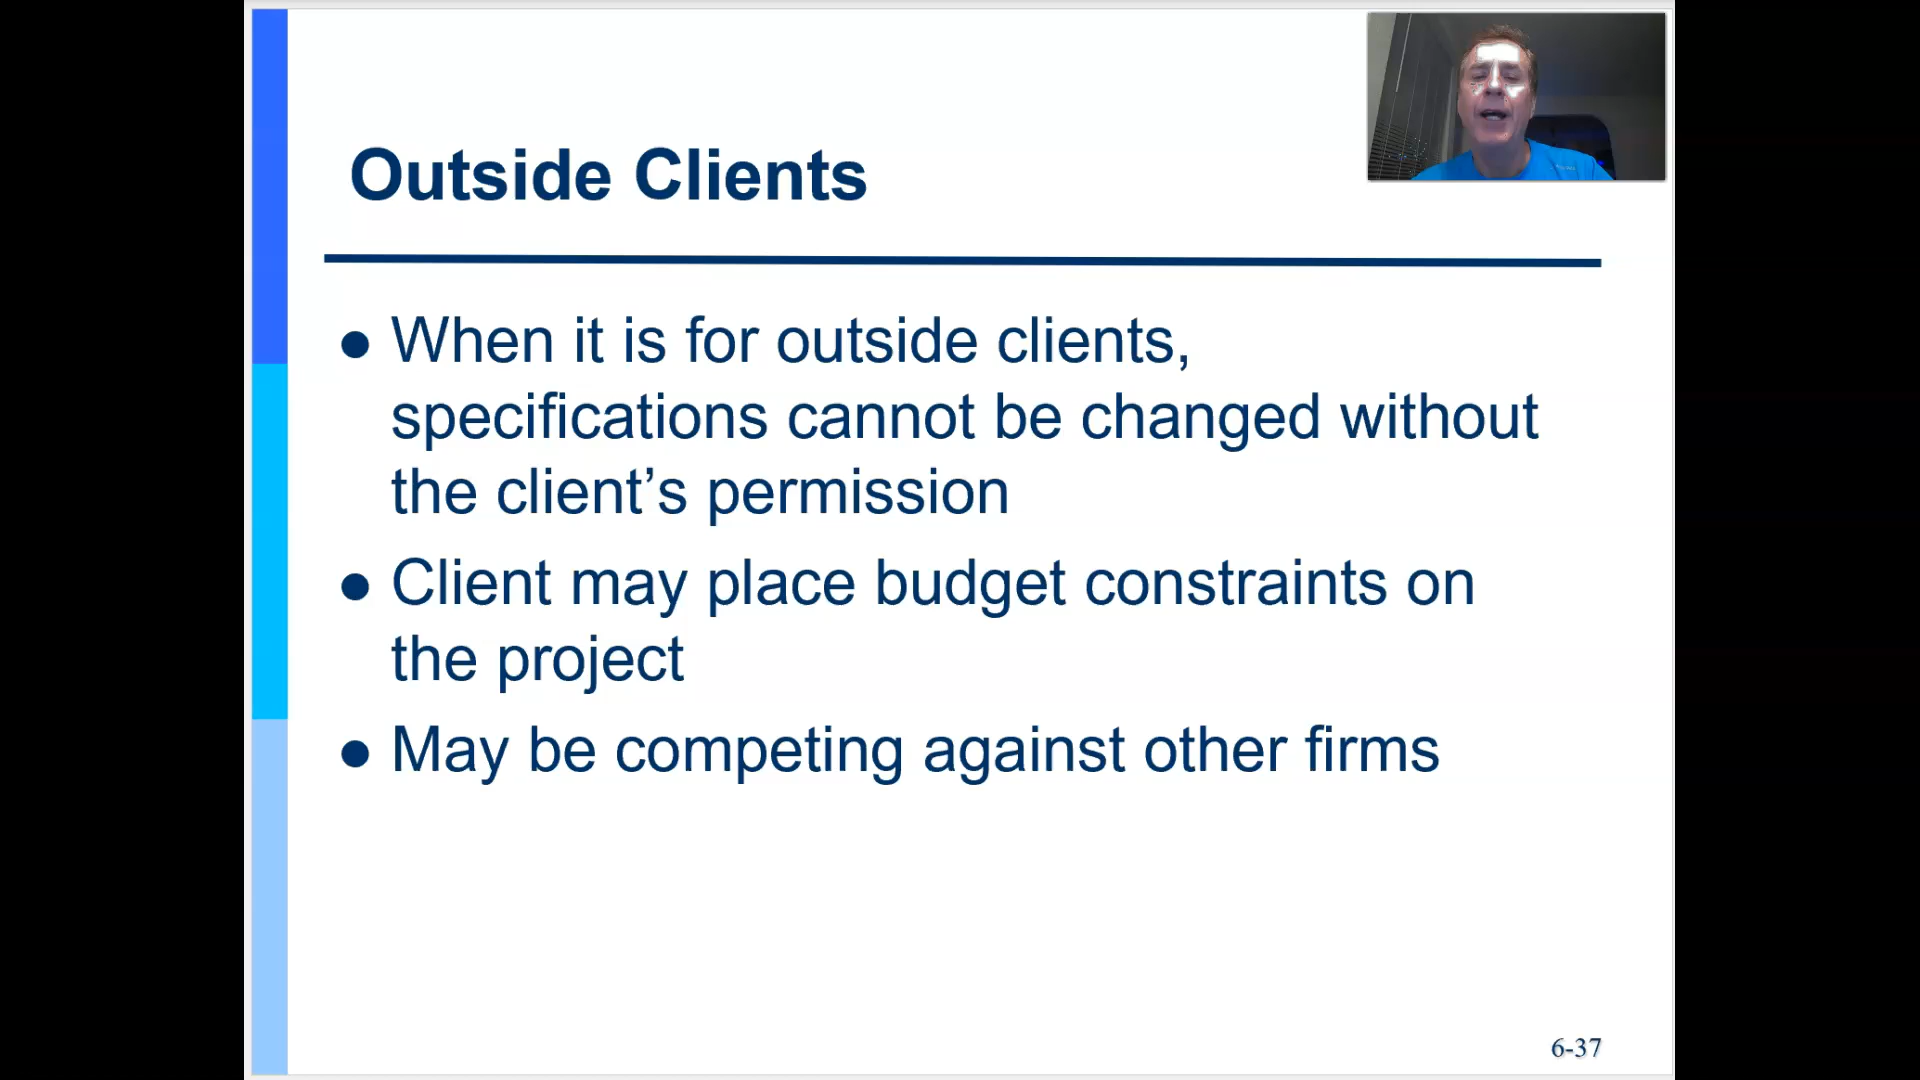 Outside Clients
● When it is for outside clients,
specifications cannot be changed without
the client’s permission
● Client may place budget constraints on
the project
● May be competing against other firms
6-37